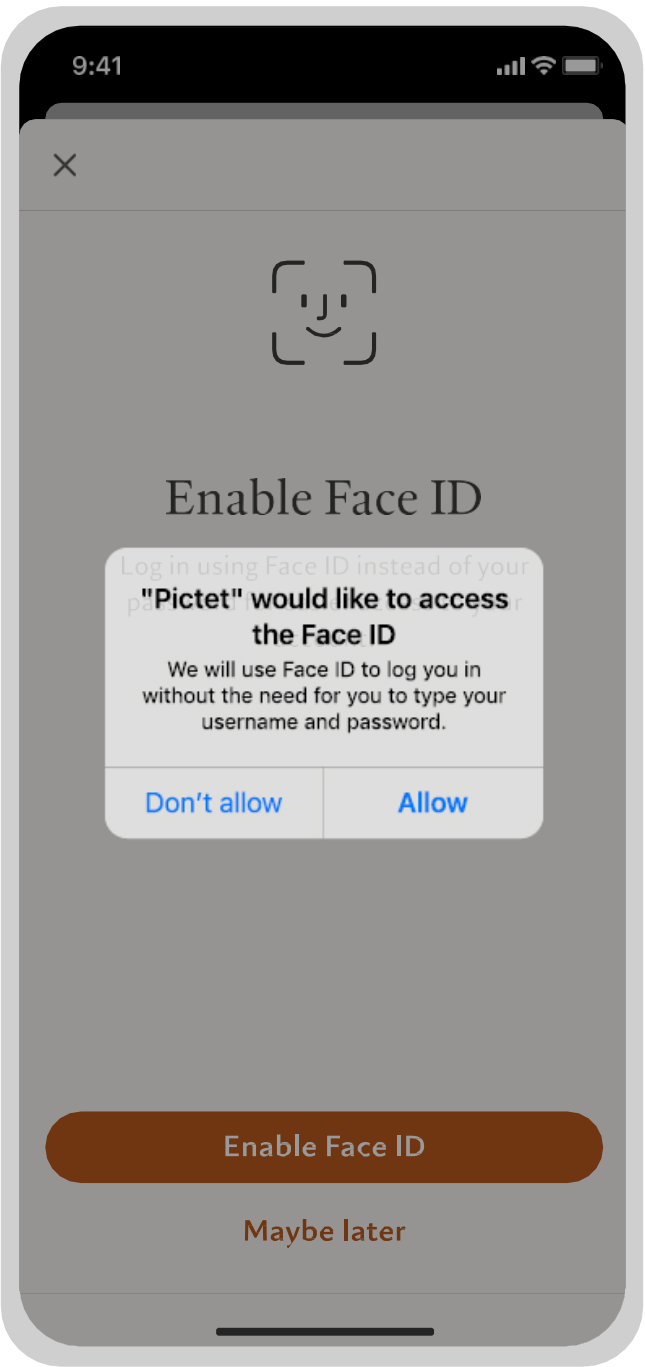 9:41
Enable Face ID
Log in using Face ID instead of your
"Pictet" would like to access
the Face ID
We will use Face ID to log you in
without the need for you to type your
username and password.
Don't allow
Allow
Enable Face ID
Maybe later